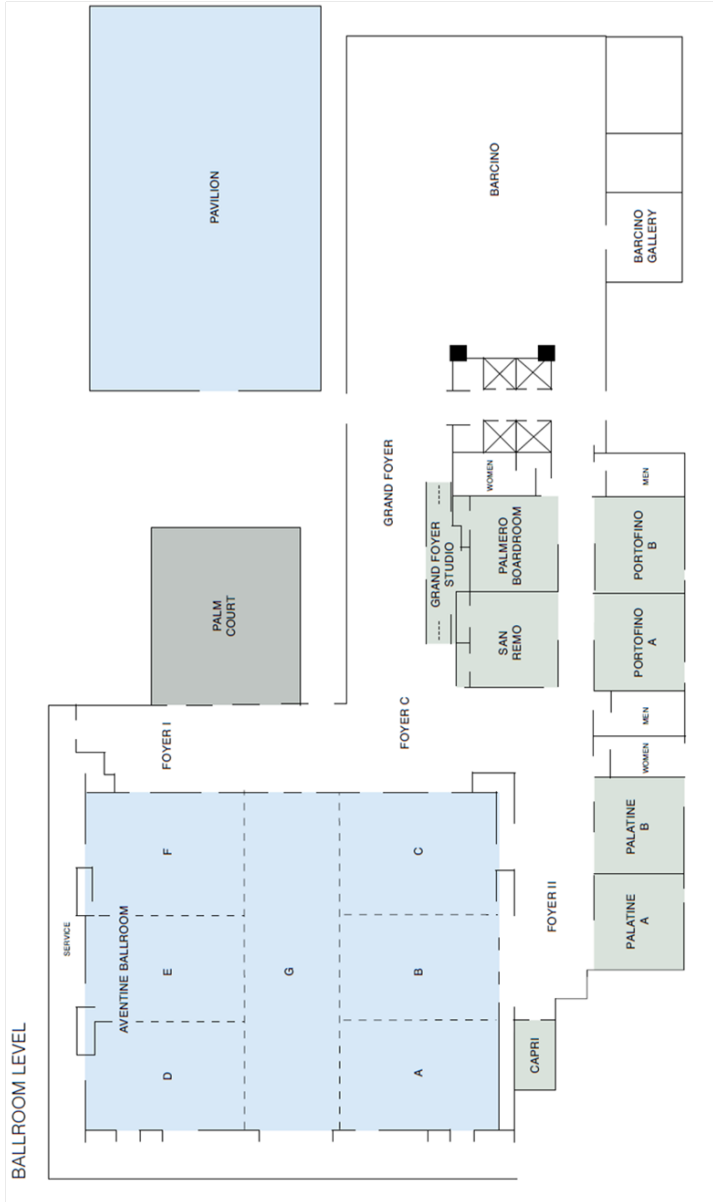 BALLROOM LEVEL
SERVICE
AVENTINE BALLROOM
D
E
F
G
A
B
C
FOYER I
PALM
COURT
PAVILION
FOYER C
GRAND FOYER
GRAND FOYER
STUDIO
BARCINO
SAN
REMO
PALMERO
BOARDROOM
WOMEN
CAPRI
FOYER II
PALATINE
A
PALATINE
B
WOMEN
MEN
PORTOFINO
A
PORTOFINO
B
MEN
BARCINO
GALLERY